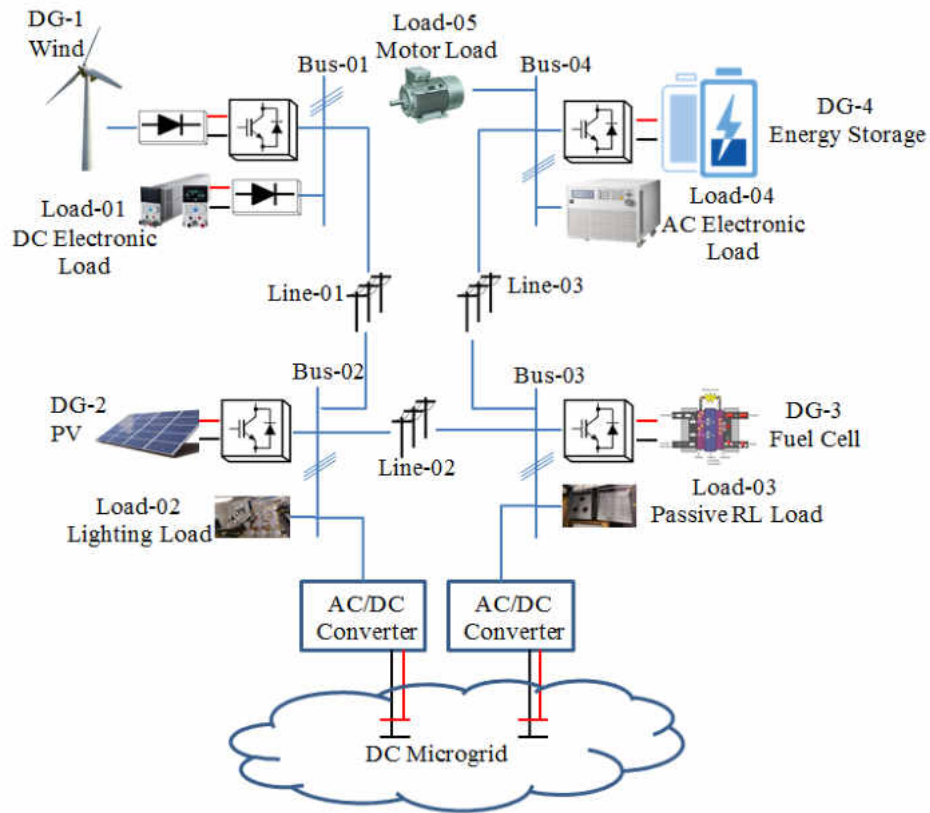 DG-1
Wind
Bus-01
Load-05
Motor Load
Bus-04
DG-4
Energy Storage
Load-01
DC Electronic
Load
Load-04
AC Electronic
Load
Line-01
Line-03
Bus-02
Bus-03
DG-2
PV
DG-3
Fuel Cell
Line-02
Load-02
Lighting Load
Load-03
Passive RL Load
AC/DC
Converter
AC/DC
Converter
DC Microgrid